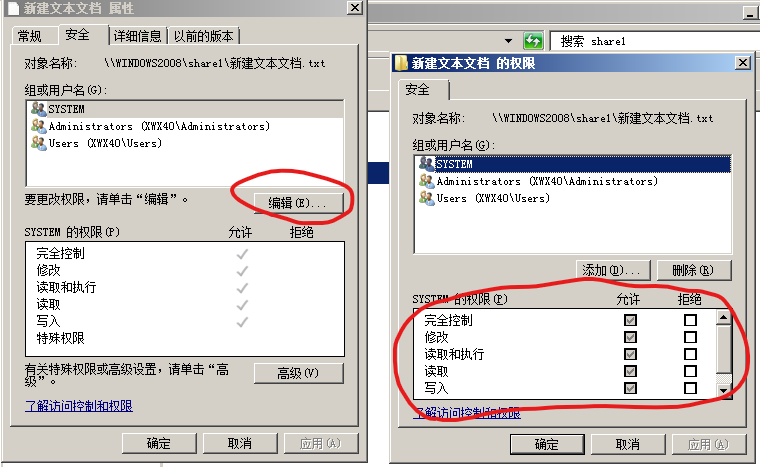 新建文本文档 属性
常规 安全 详细信息 以前的版本
对象名称: \\WINDOWS2008\share1\新建文本文档.txt
组或用户名(G):
SYSTEM
Administrators (XWX40\Administrators)
Users (XWX40\Users)
要更改权限，请单击“编辑”。
编辑(E)...
SYSTEM 的权限(P) 允许 拒绝
完全控制
修改
读取和执行
读取
写入
特殊权限
有关特殊权限或高级设置，请单击“高
级”。
高级(V)
了解访问控制和权限
确定 取消 应用(A)
搜索 share1
新建文本文档 的权限
安全
对象名称: \\WINDOWS2008\share1\新建文本文档.txt
组或用户名(G):
SYSTEM
Administrators (XWX40\Administrators)
Users (XWX40\Users)
添加(D)... 删除(R)
SYSTEM 的权限(P) 允许 拒绝
完全控制
修改
读取和执行
读取
写入
了解访问控制和权限
确定 取消 应用(A)